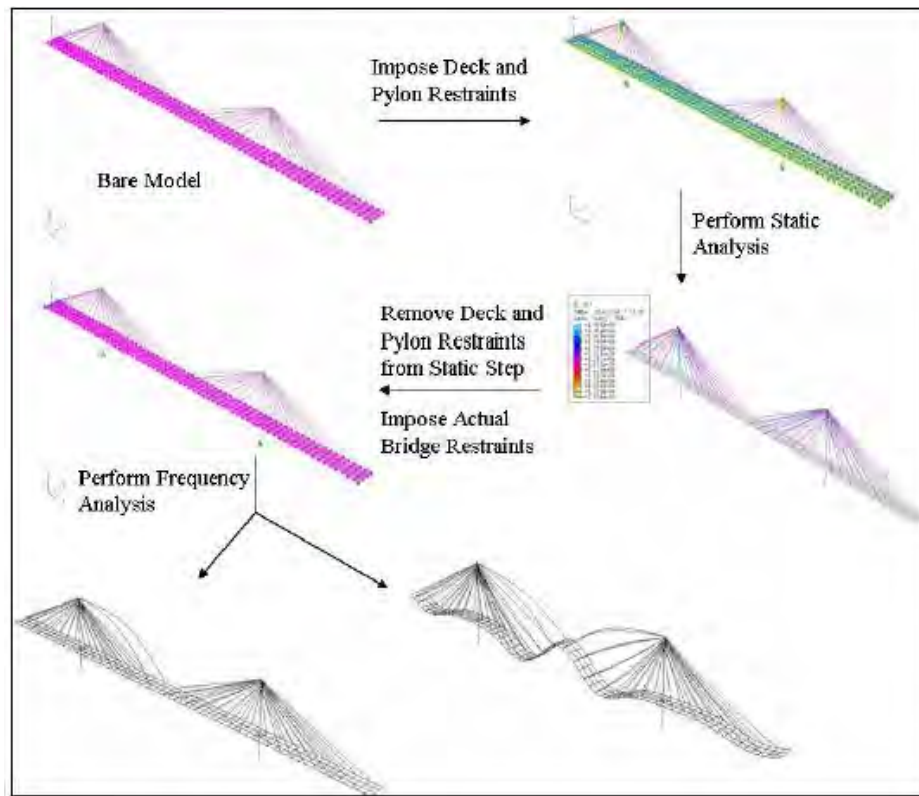 Impose Deck and
Pylon Restraints
Bare Model
Perform Static
Analysis
Remove Deck and
Pylon Restraints
from Static Step
Impose Actual
Bridge Restraints
Perform Frequency
Analysis